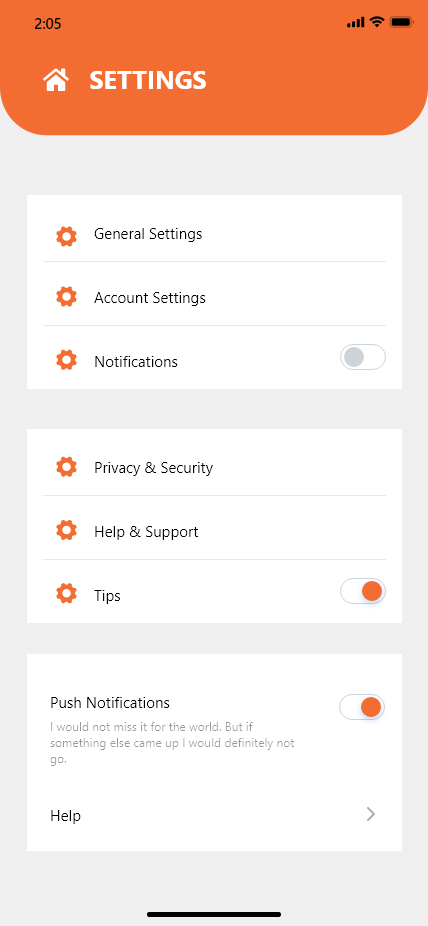 2:05
SETTINGS
General Settings
Account Settings
Notifications
Privacy & Security
Help & Support
Tips
Push Notifications
I would not miss it for the world. But if
something else came up I would definitely not
go.
Help